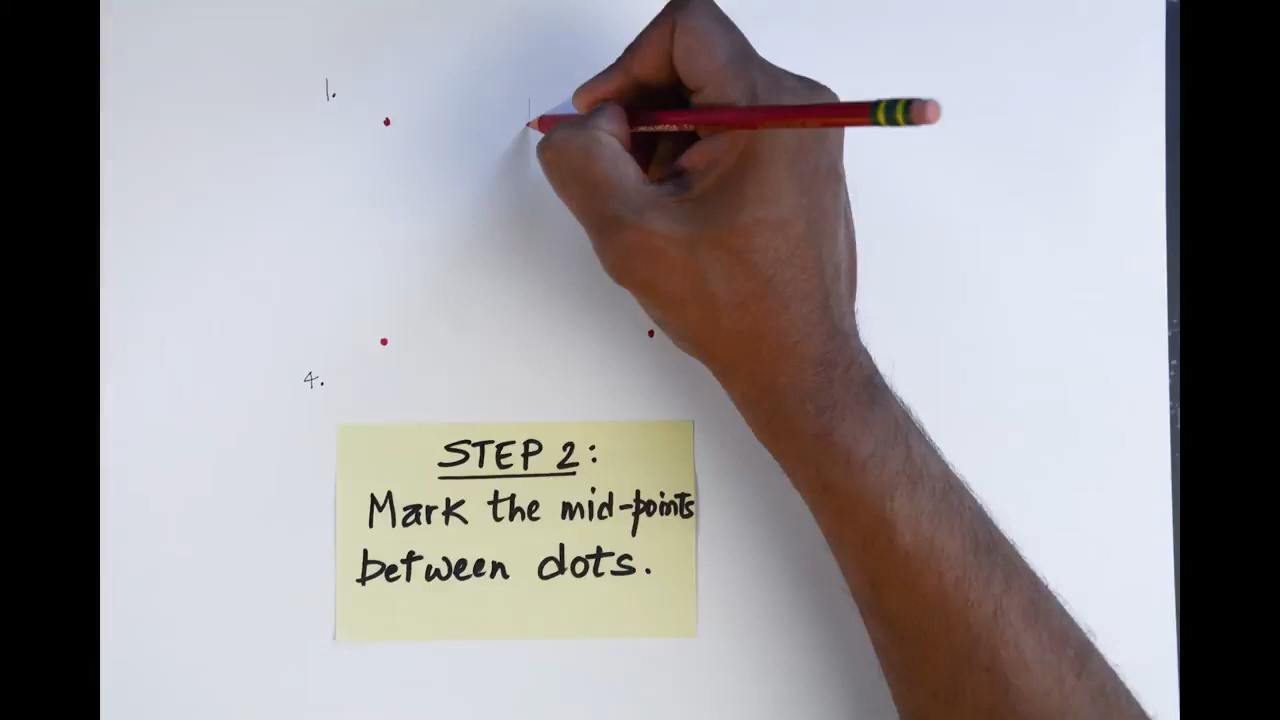 1.
4.
STEP 2:
Mark the mid-points
between dots.